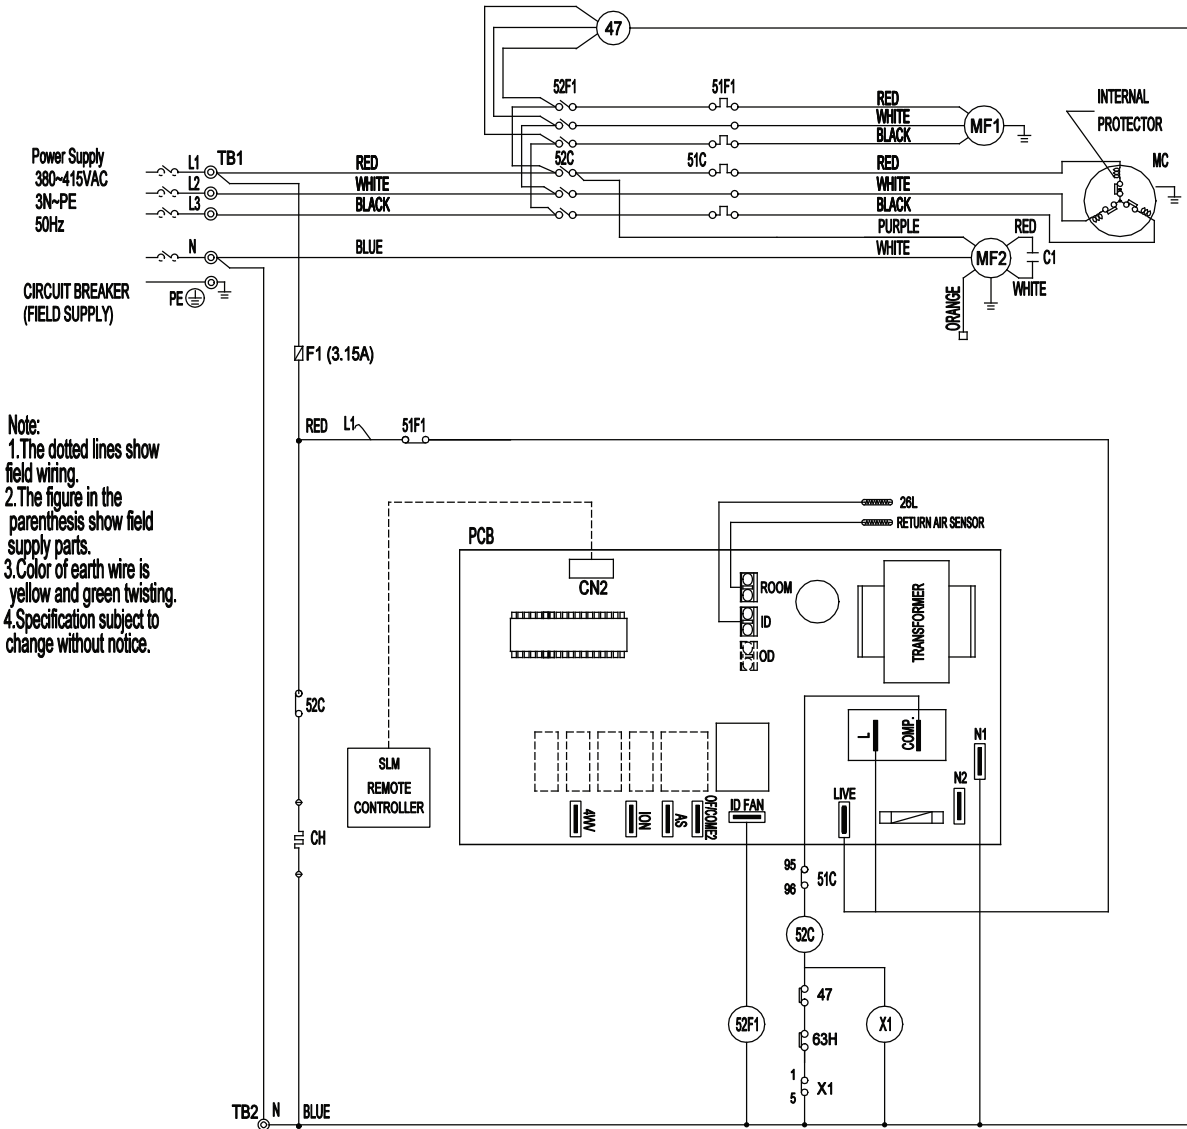 47
52F1
51F1
RED
WHITE
BLACK
MF1
INTERNAL
PROTECTOR
MC
Power Supply
380~415VAC
3N~PE
50Hz
L1
L2
L3
TB1
RED
WHITE
BLACK
52C
51C
RED
WHITE
BLACK
PURPLE
WHITE
N
BLUE
MF2
RED
C1
WHITE
ORANGE
CIRCUIT BREAKER
(FIELD SUPPLY)
PE
F1 (3.15A)
RED
L1
51F1
Note:
1.The dotted lines show
field wiring.
2.The figure in the
parenthesis show field
supply parts.
3.Color of earth wire is
yellow and green twisting.
4.Specification subject to
change without notice.
26L
RETURN AIR SENSOR
PCB
CN2
ROOM
ID
OD
TRANSFORMER
52C
SLM
REMOTE
CONTROLLER
CH
L
COMP.
N1
N2
LIVE
4WV
ION
AS
OF/COME2
ID FAN
95
96
51C
52C
47
63H
1
5
X1
52F1
X1
TB2
N
BLUE